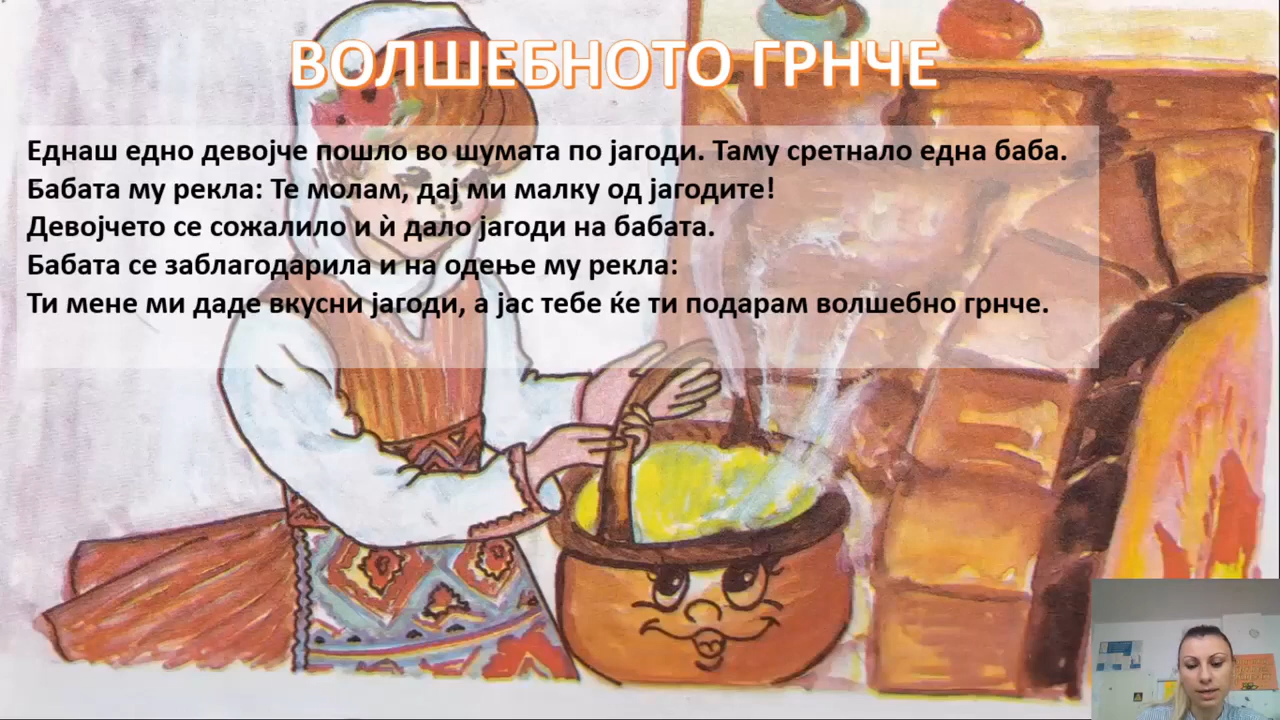 ВОЛШЕБНОТО ГРНЧЕ
Еднаш едно девојче пошло во шумата по јагоди. Таму сретнало една баба.
Бабата му рекла: Те молам, дај ми малку од јагодите!
Девојчето се сожалило и ѝ дало јагоди на бабата.
Бабата се заблагодарила и на одење му рекла:
Ти мене ми даде вкусни јагоди, а јас тебе ќе ти подарам волшебно грнче.